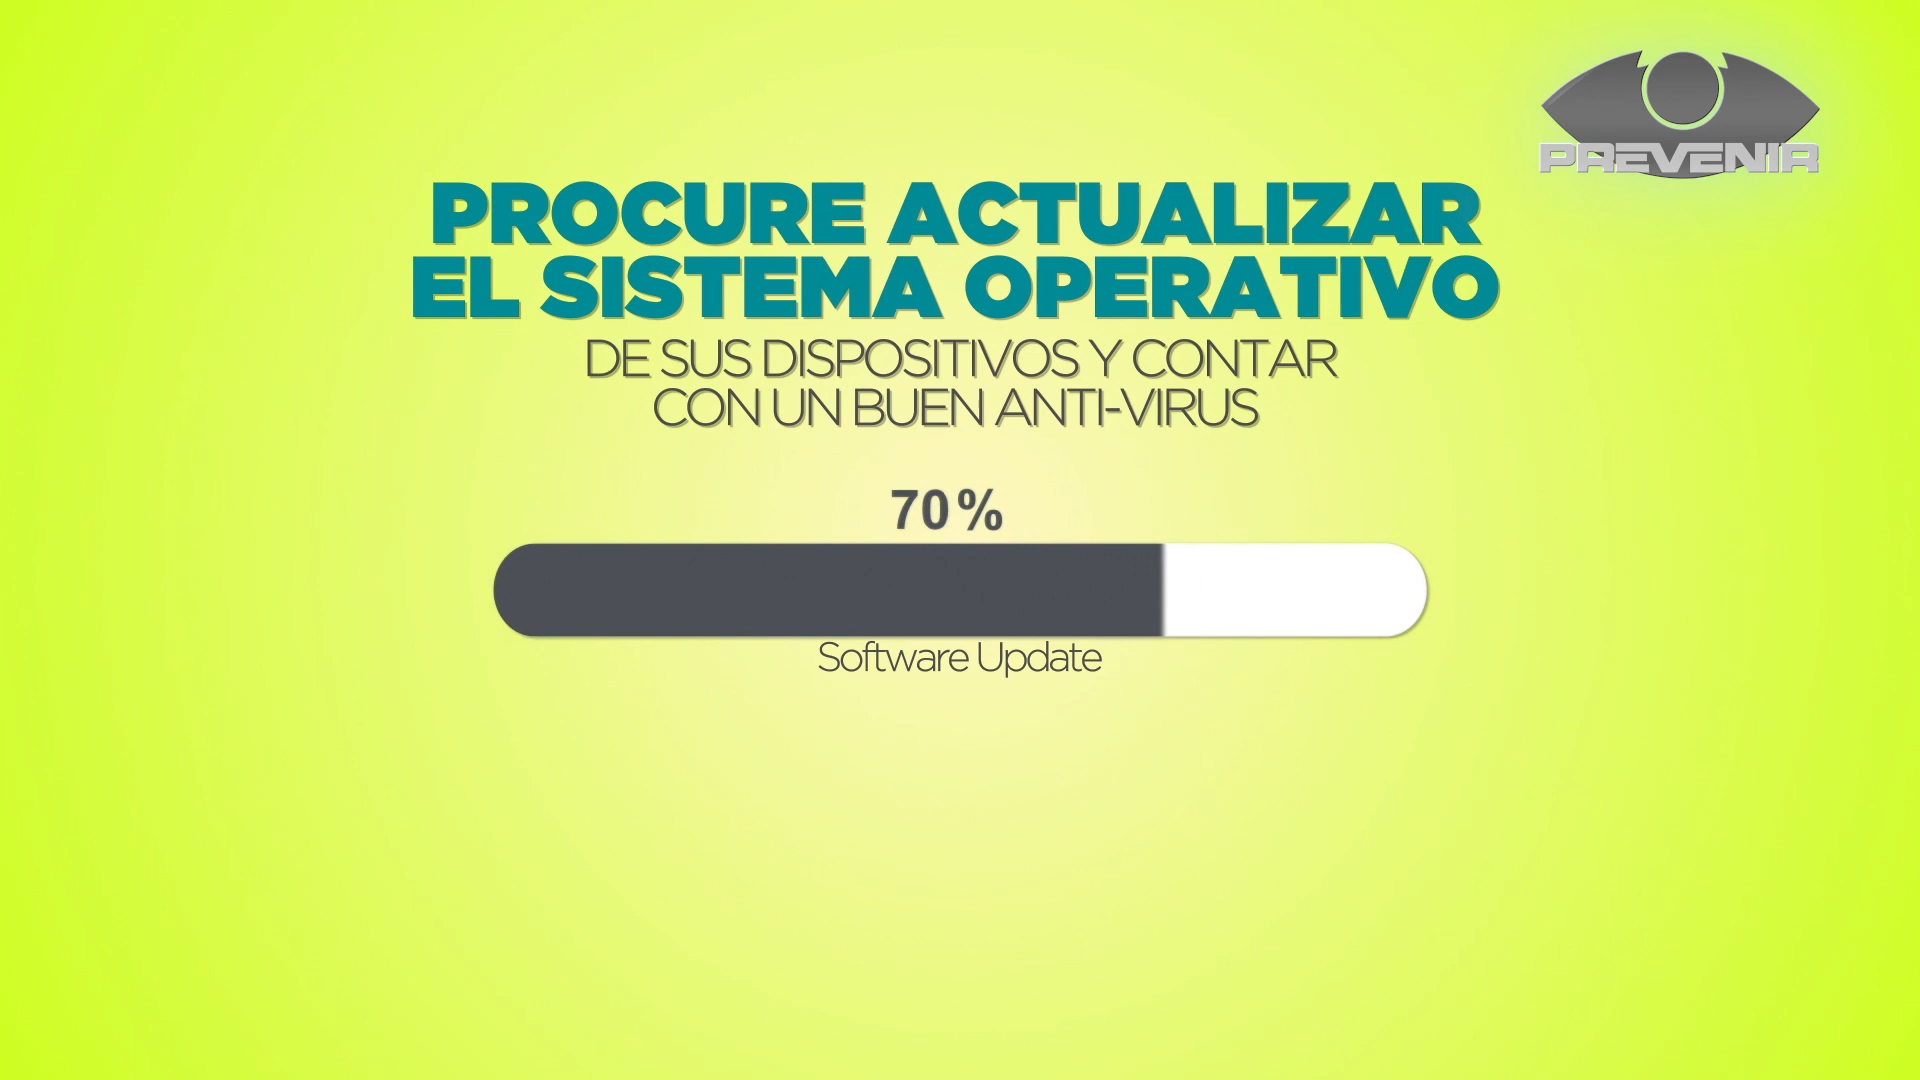 PREVENIR
PROCURE ACTUALIZAR
EL SISTEMA OPERATIVO
DE SUS DISPOSITIVOS Y CONTAR
CON UN BUEN ANTI-VIRUS
70%
Software Update